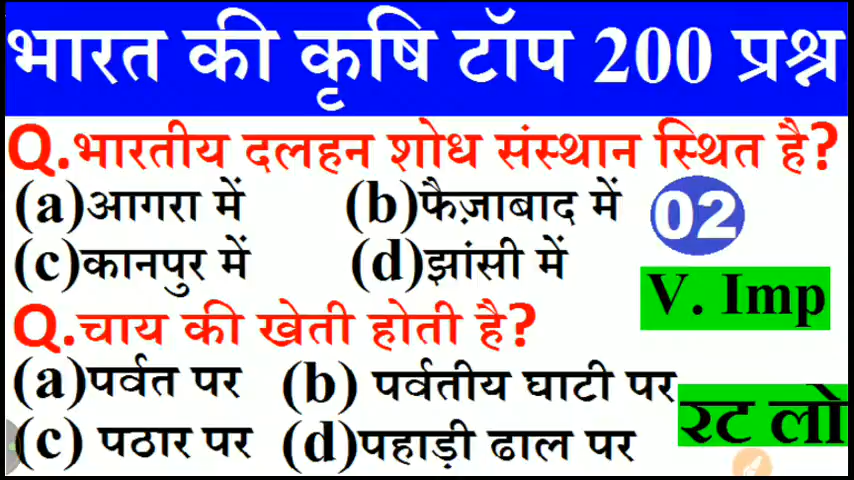 भारत की कृषि टॉप 200 प्रश्न
Q.भारतीय दलहन शोध संस्थान स्थित है?
(a)आगरा में (b)फैज़ाबाद में
02
(c)कानपुर में (d)झांसी में
V. Imp
Q.चाय की खेती होती है?
(a)पर्वत पर (b) पर्वतीय घाटी पर
रट लो
(c) पठार पर (d)पहाड़ी ढाल पर